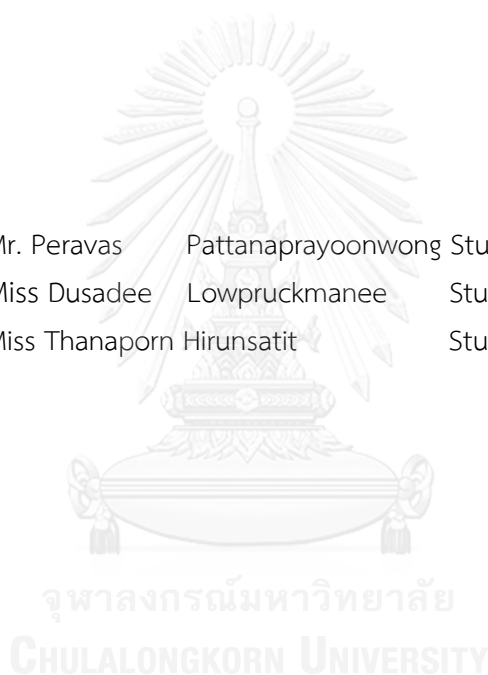 Mr. Peravas Pattanaprayoonwong Stu
Miss Dusadee Lowpruckmanee Stu
Miss Thanaporn Hirunsatit Stu
จุฬาลงกรณ์มหาวิทยาลัย
CHULALONGKORN UNIVERSITY